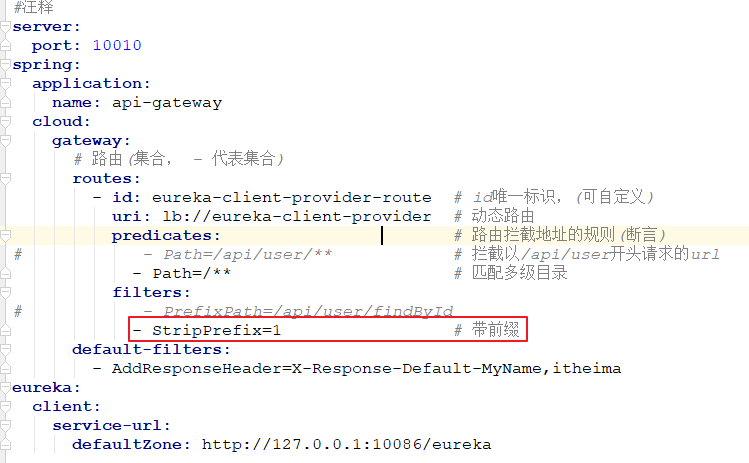 #注释
server:
  port: 10010
spring:
  application:
    name: api-gateway
  cloud:
    gateway:
      # 路由(集合， - 代表集合)
      routes:
        - id: eureka-client-provider-route  # id唯一标识，(可自定义)
          uri: lb://eureka-client-provider  # 动态路由
          predicates:                       # 路由拦截地址的规则(断言)
#            - Path=/api/user/**            # 拦截以/api/user开头请求的url
            - Path=/**                      # 匹配多级目录
          filters:
#            - PrefixPath=/api/user/findById
            - StripPrefix=1                 # 带前缀
      default-filters:
        - AddResponseHeader=X-Response-Default-MyName,itheima
eureka:
  client:
    service-url:
      defaultZone: http://127.0.0.1:10086/eureka